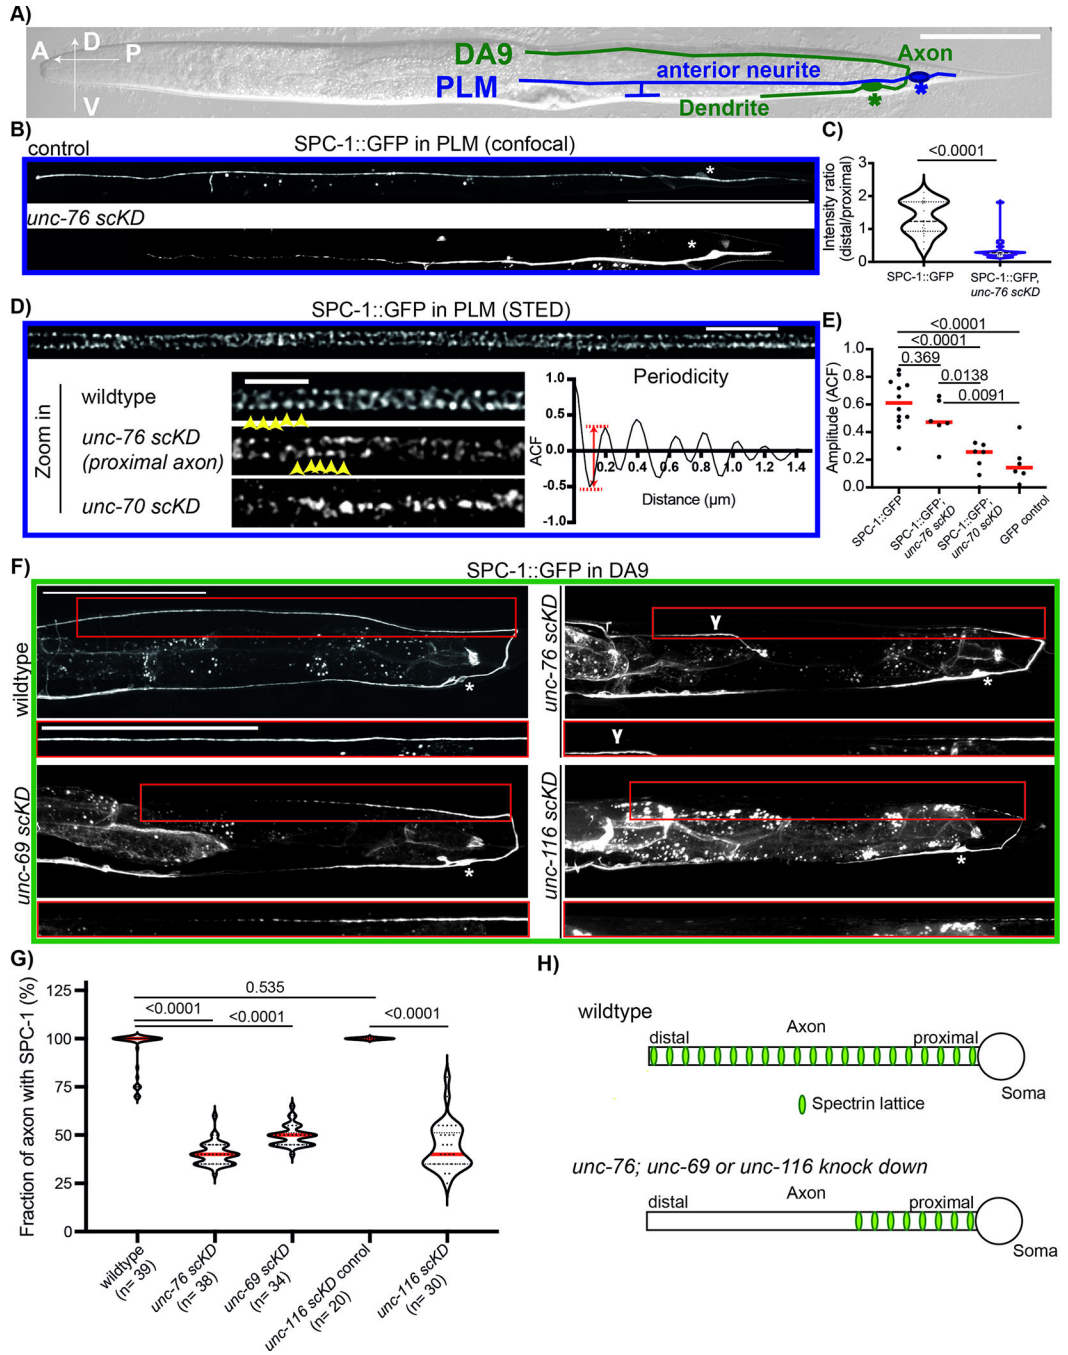 A)
A
D
P
V
DA9
PLM
Axon
anterior neurite
Dendrite
*
*
B)
control
SPC-1::GFP in PLM (confocal)
*
unc-76 scKD
*
C)
<0.0001
Intensity ratio
(distal/proximal)
3
2
1
0
SPC-1::GFP
SPC-1::GFP,
unc-76 scKD
D)
SPC-1::GFP in PLM (STED)
Zoom in
wildtype
unc-76 scKD
(proximal axon)
unc-70 scKD
Periodicity
ACF
1.0
0.5
0.0
-0.5
-1.0
0.2 0.4 0.6 0.8 1.0 1.2 1.4
Distance (µm)
E)
<0.0001
<0.0001
0.369
0.0138
0.0091
Amplitude (ACF)
1.0
0.8
0.6
0.4
0.2
0.0
SPC-1::GFP
SPC-1::GFP;
unc-76 scKD
SPC-1::GFP;
unc-70 scKD
GFP control
F)
SPC-1::GFP in DA9
wildtype
*
unc-76 scKD
*
unc-69 scKD
*
unc-116 scKD
*
G)
Fraction of axon with SPC-1 (%)
125
100
75
50
25
0
0.535
<0.0001
<0.0001
<0.0001
wildtype
(n= 39)
unc-76 scKD
(n= 38)
unc-69 scKD
(n= 34)
unc-116 scKD conrol
(n= 20)
unc-116 scKD
(n= 30)
H)
wildtype
Axon
distal
proximal
Soma
Spectrin lattice
unc-76; unc-69 or unc-116 knock down
Axon
distal
proximal
Soma